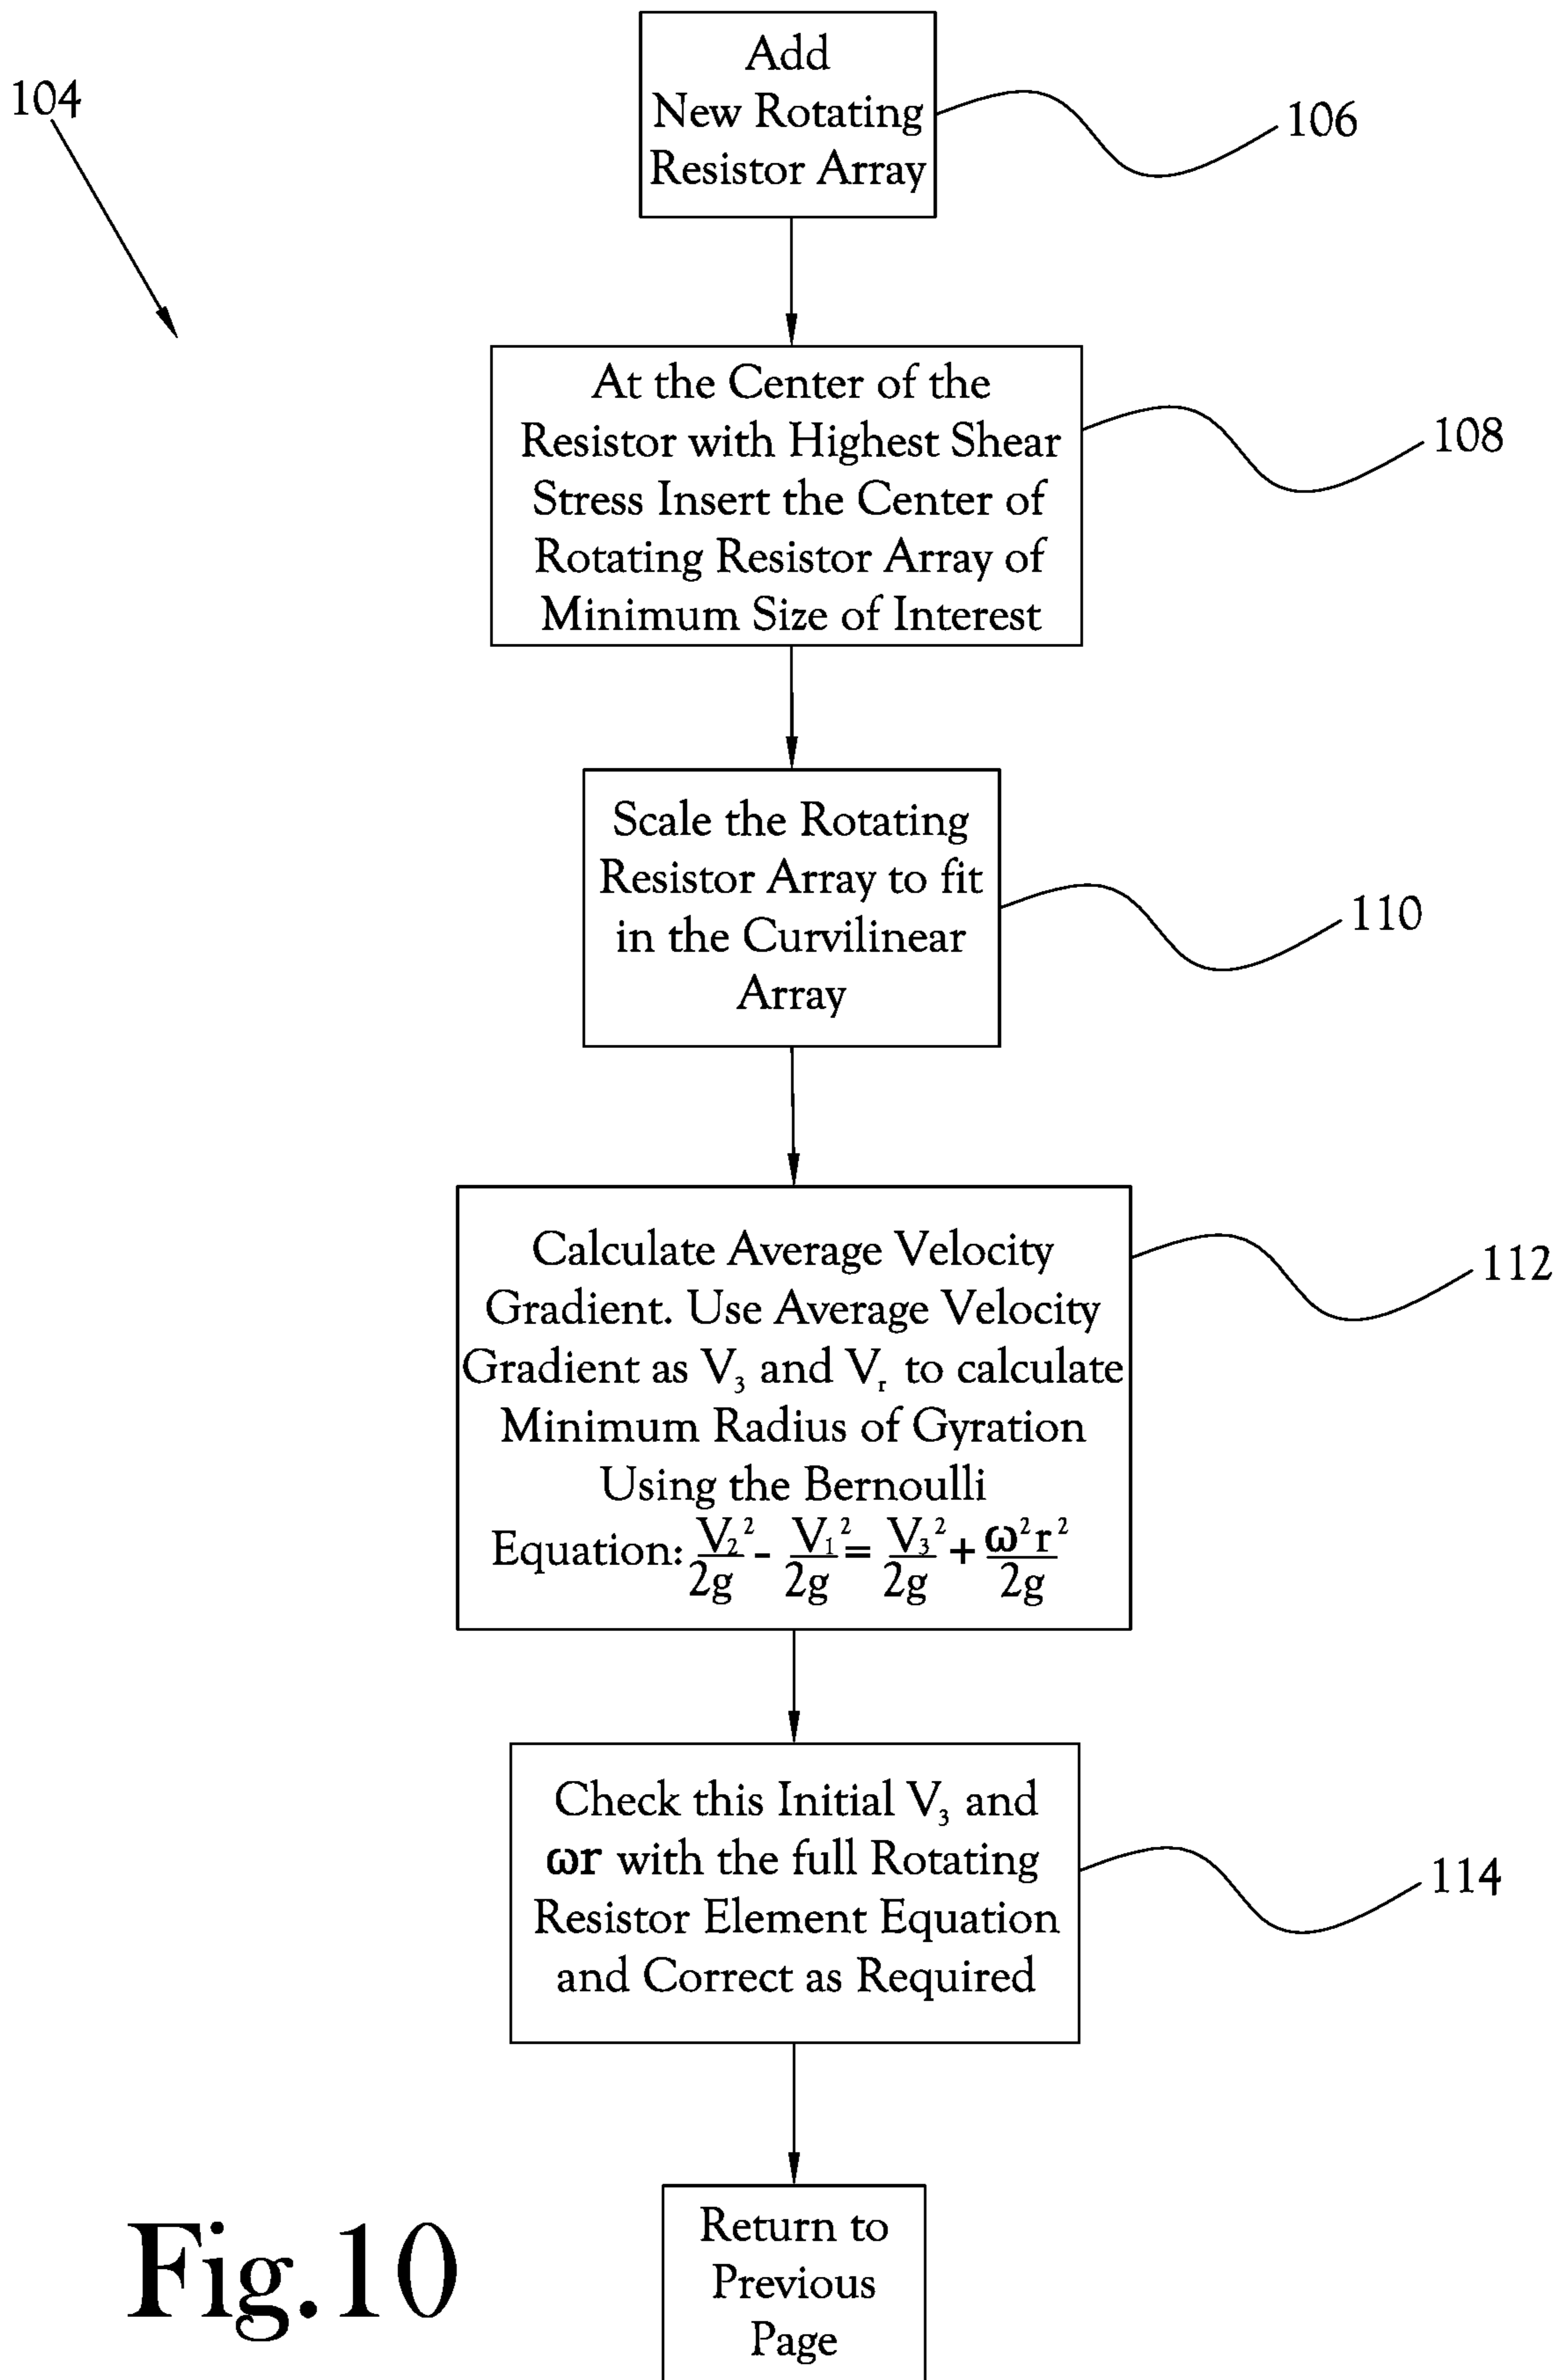 104
Add
New Rotating
Resistor Array
106
At the Center of the
Resistor with Highest Shear
Stress Insert the Center of
Rotating Resistor Array of
Minimum Size of Interest
108
Scale the Rotating
Resistor Array to fit
in the Curvilinear
Array
110
Calculate Average Velocity
Gradient. Use Average Velocity
Gradient as V₃ and Vᵣ to calculate
Minimum Radius of Gyration
Using the Bernoulli
Equation: V₂²/2g - V₁²/2g = V₃²/2g + ω²r²/2g
112
Check this Initial V₃ and
ωr with the full Rotating
Resistor Element Equation
and Correct as Required
114
Return to
Previous
Page
Fig.10